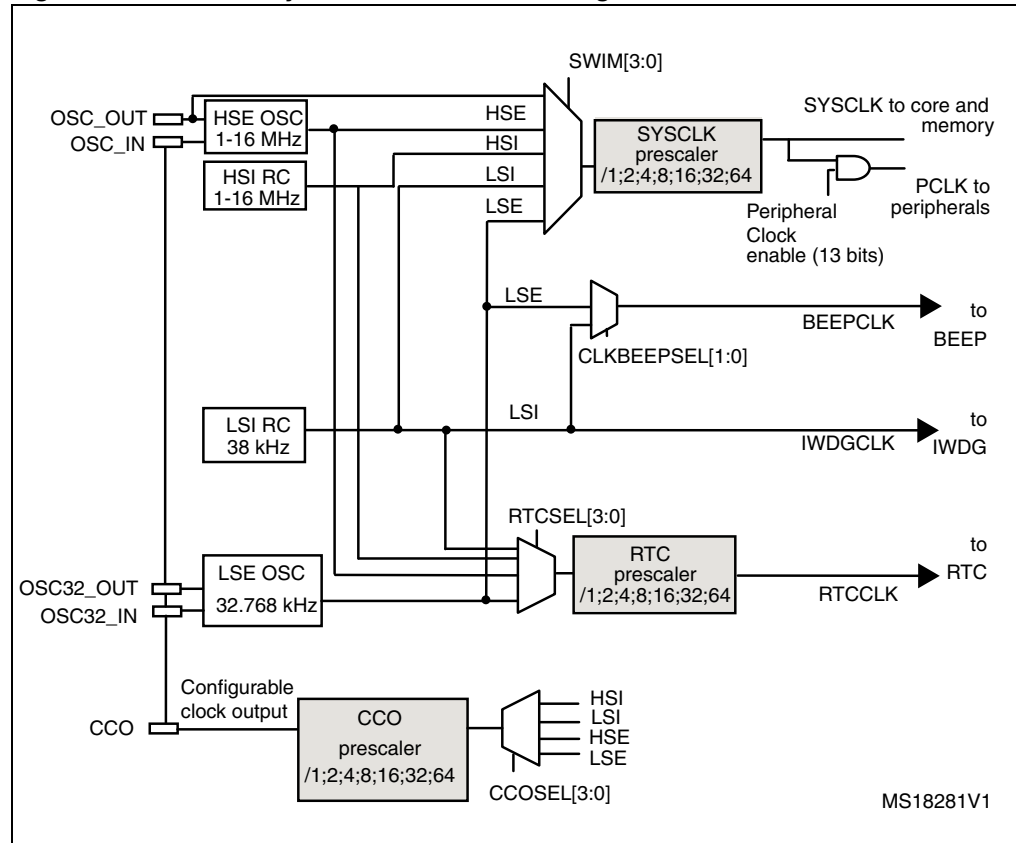 SWIM[3:0]
OSC_OUT
OSC_IN
HSE OSC
1-16 MHz
HSI RC
1-16 MHz
HSE
HSI
LSI
LSE
SYSCLK
prescaler
/1;2;4;8;16;32;64
SYSCLK to core and
memory
PCLK to
peripherals
Peripheral
Clock
enable (13 bits)
LSE
BEEPCLK
to
BEEP
CLKBEEPSEL[1:0]
LSI RC
38 kHz
LSI
IWDGCLK
to
IWDG
RTCSEL[3:0]
OSC32_OUT
OSC32_IN
LSE OSC
32.768 kHz
RTC
prescaler
/1;2;4;8;16;32;64
RTCCLK
to
RTC
Configurable
clock output
CCO
CCO
prescaler
/1;2;4;8;16;32;64
HSI
LSI
HSE
LSE
CCOSEL[3:0]
MS18281V1